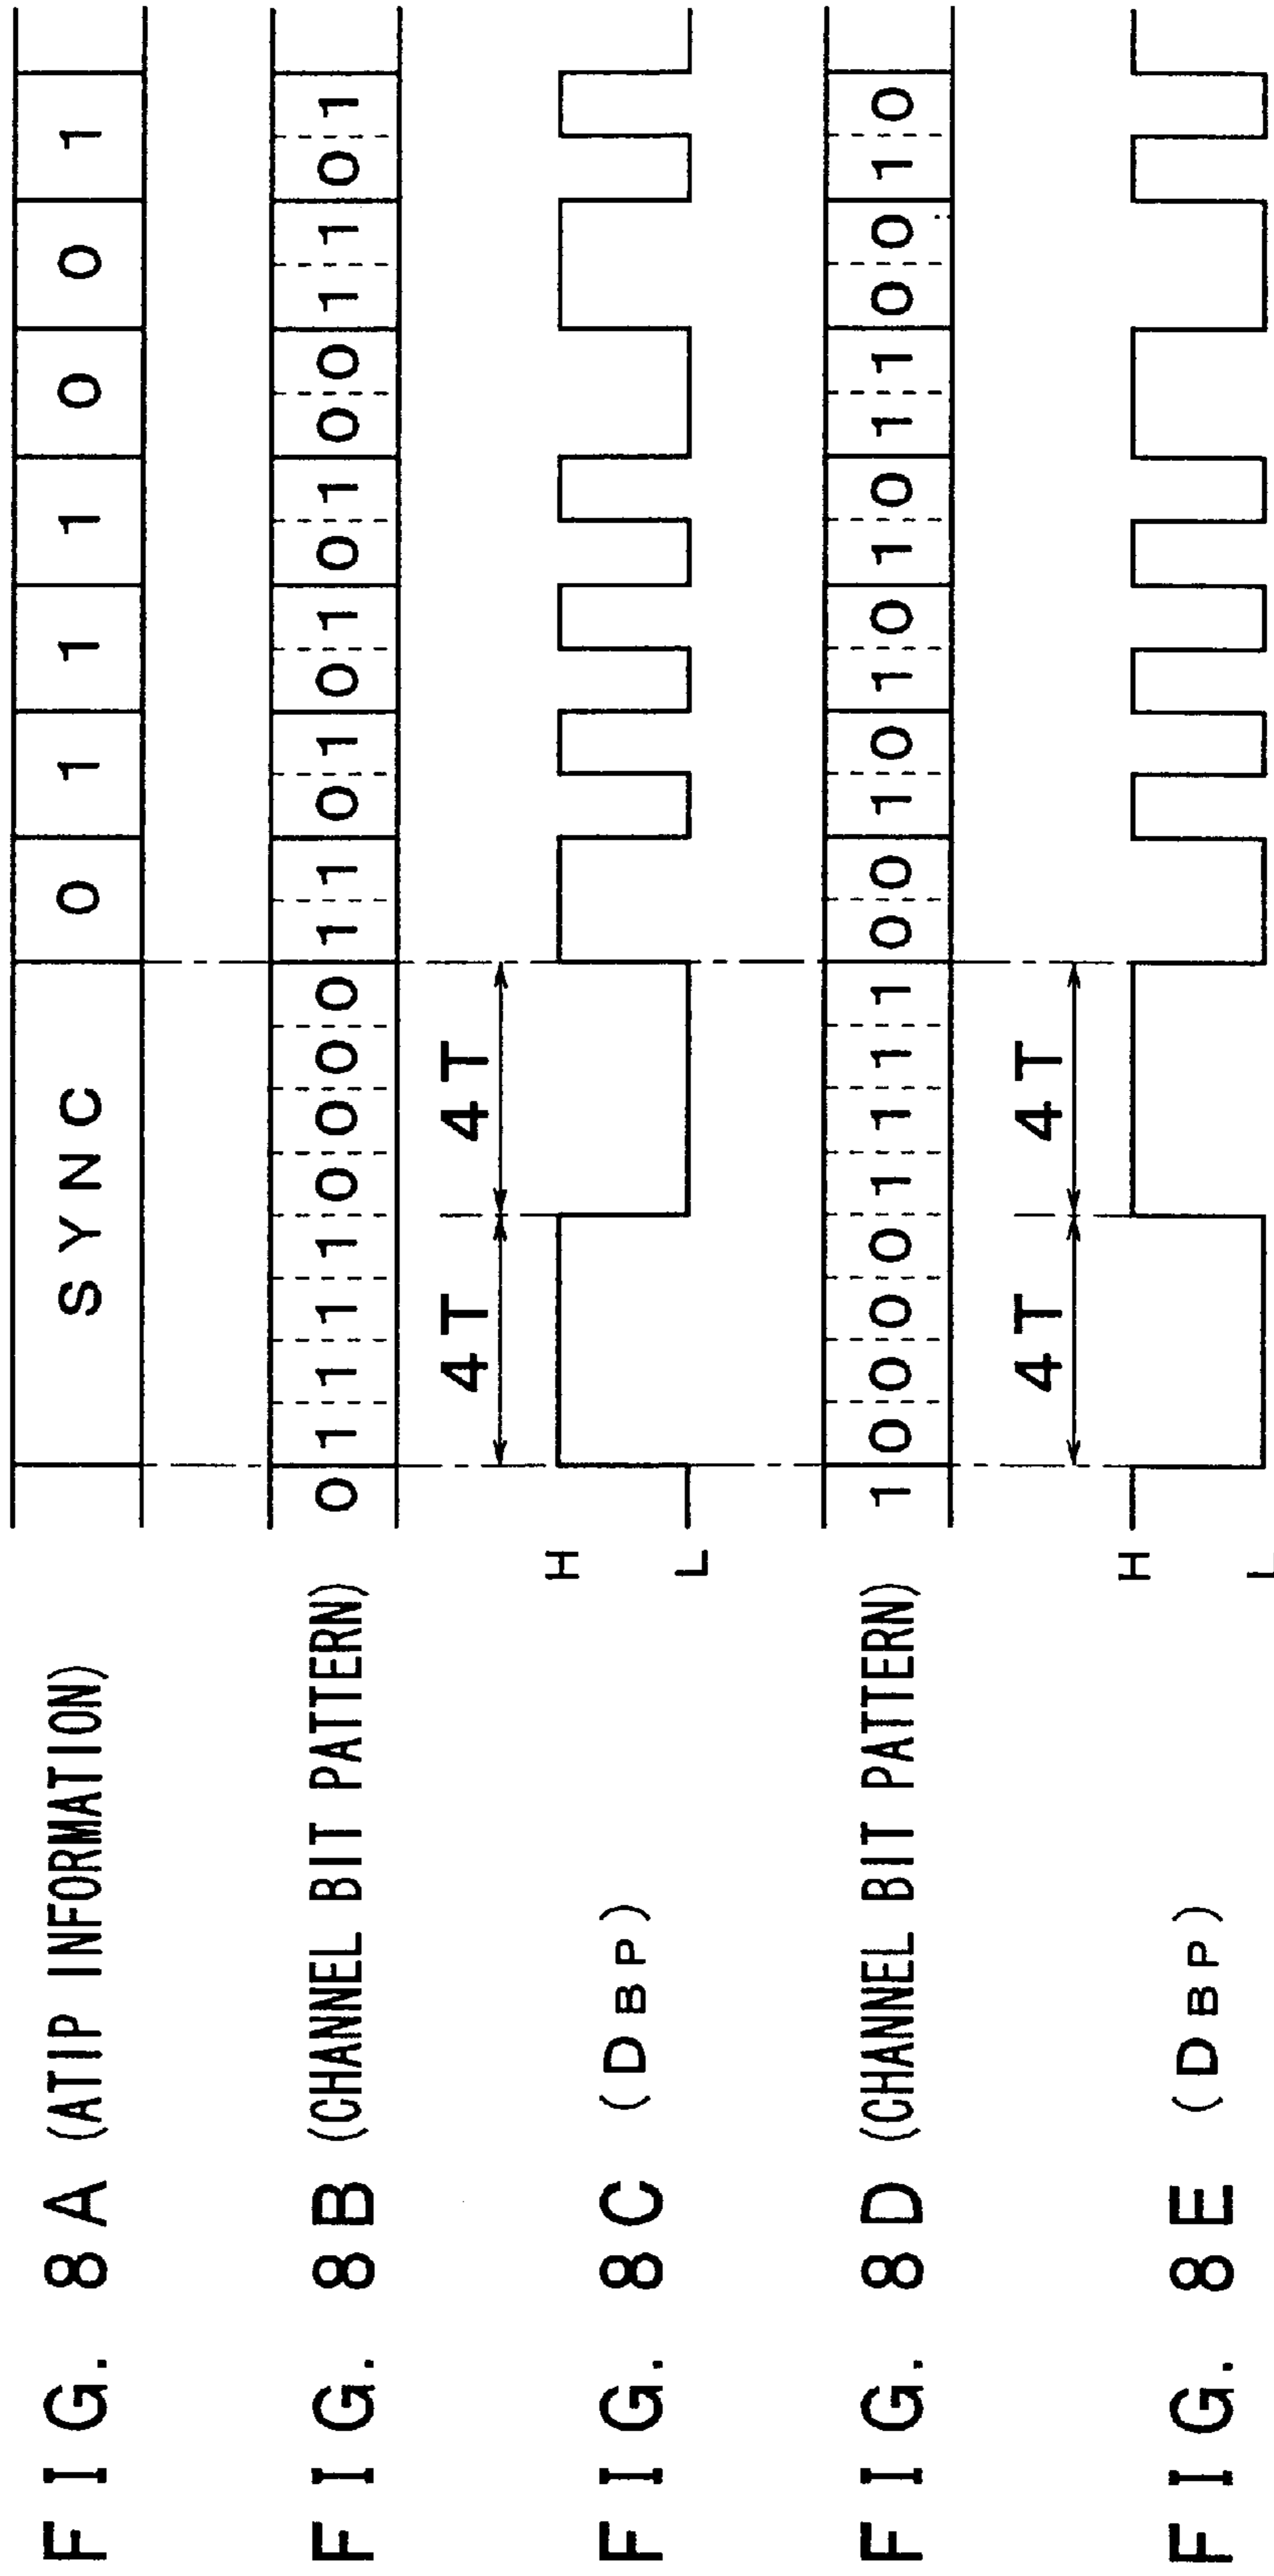 FIG. 8A (ATIP INFORMATION) SYNC 0 1 1 1 0 0 1
FIG. 8B (CHANNEL BIT PATTERN) 0 1 1 1 1 0 0 0 0 1 1 0 1 0 1 0 1 0 0 1 1 0 1
4T 4T
FIG. 8C (DBP) H L
FIG. 8D (CHANNEL BIT PATTERN) 1 0 0 0 0 1 1 1 1 0 0 1 0 1 0 1 0 1 1 0 0 1 0
4T 4T
FIG. 8E (DBP) H L